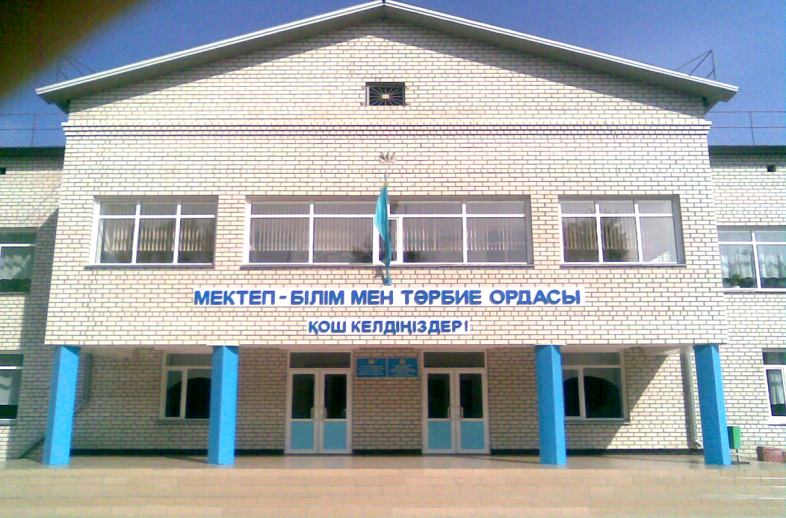 МЕКТЕП - БІЛІМ МЕН ТӘРБИЕ ОРДАСЫ
ҚОШ КЕЛДІҢІЗДЕР!